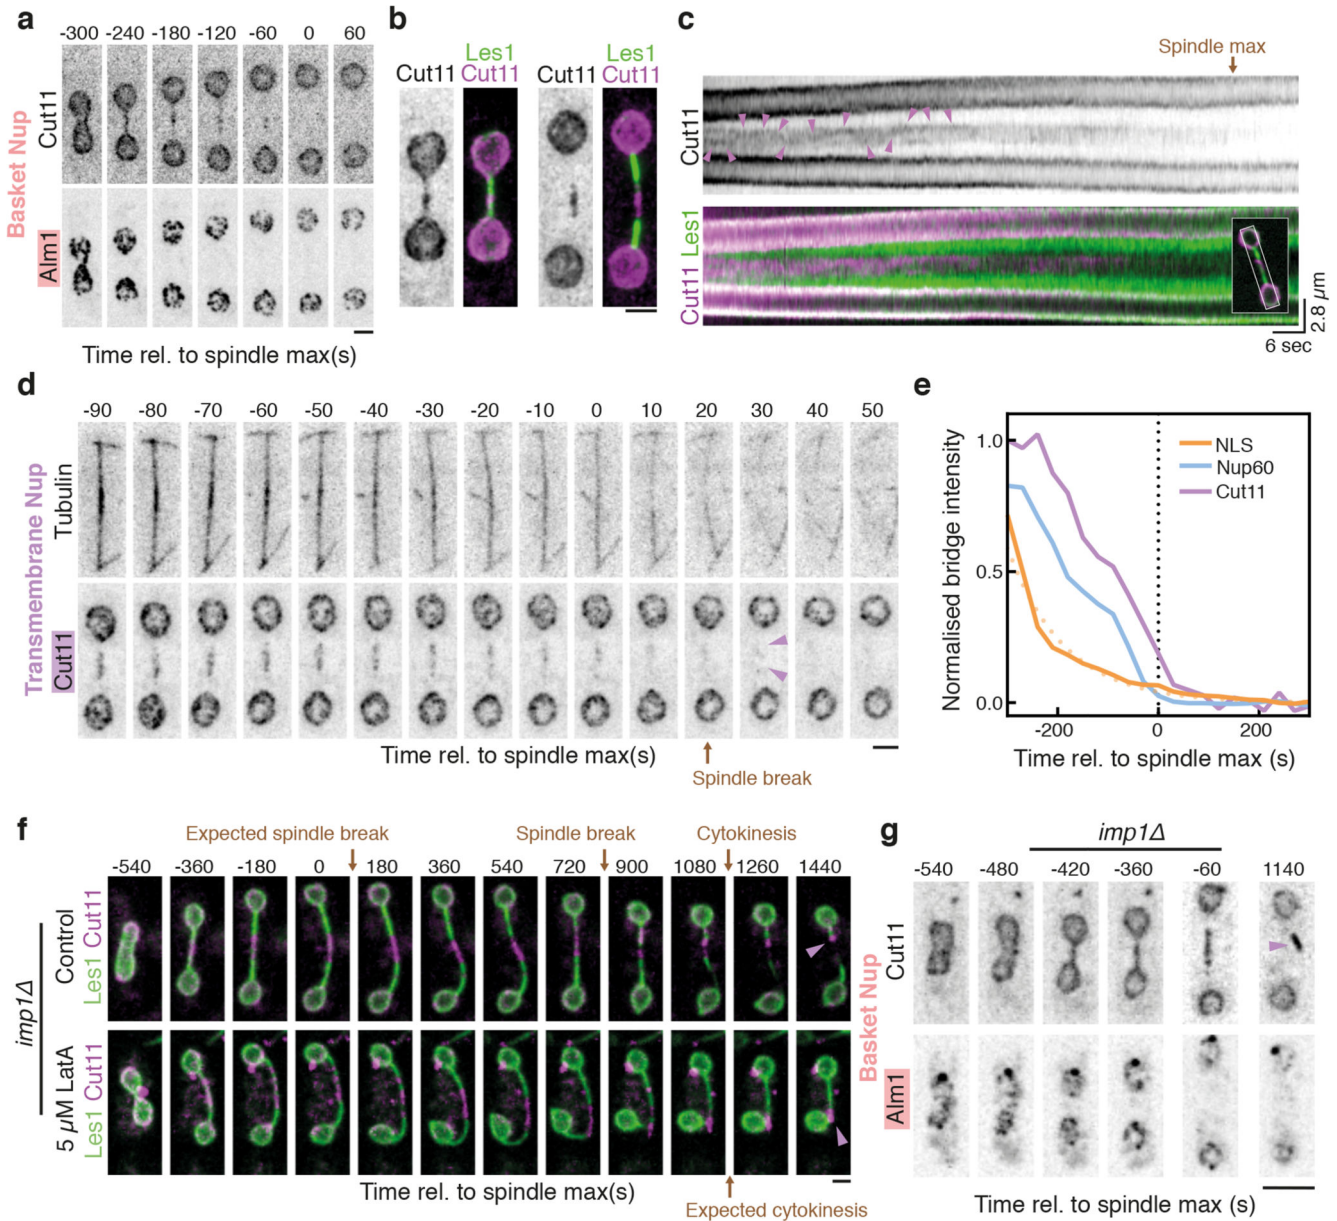 a
-300 -240 -180 -120 -60 0 60
Basket Nup
Cut11
Alm1
Time rel. to spindle max(s)
b
Cut11
Les1
Cut11
Cut11
Les1
Cut11
c
Spindle max
Cut11
Cut11 Les1
2.8 µm
6 sec
d
-90 -80 -70 -60 -50 -40 -30 -20 -10 0 10 20 30 40 50
Transmembrane Nup
Tubulin
Cut11
Time rel. to spindle max(s)
Spindle break
e
Normalised bridge intensity
1.0
0.5
0.0
NLS
Nup60
Cut11
-200 0 200
Time rel. to spindle max (s)
f
Expected spindle break
Spindle break
Cytokinesis
-540 -360 -180 0 180 360 540 720 900 1080 1260 1440
imp1Δ
Control
Les1 Cut11
5 µM LatA
Les1 Cut11
Time rel. to spindle max(s)
Expected cytokinesis
g
imp1Δ
-540 -480 -420 -360 -60 1140
Basket Nup
Cut11
Alm1
Time rel. to spindle max (s)